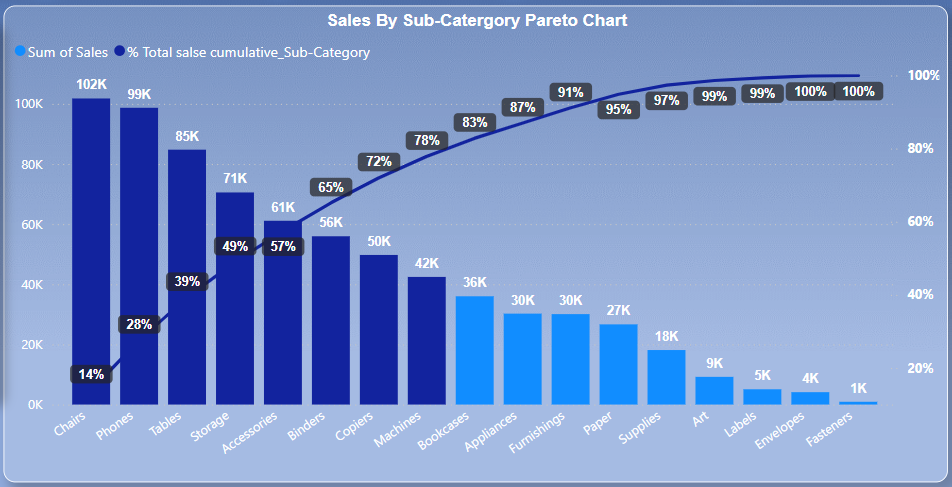 Sales By Sub-Catergory Pareto Chart
Sum of Sales % Total salse cumulative_Sub-Category
102K 99K 85K 71K 61K 56K 50K 42K 36K 30K 30K 27K 18K 9K 5K 4K 1K
14% 28% 39% 49% 57% 65% 72% 78% 83% 87% 91% 95% 97% 99% 99% 100% 100%
100K
80K
60K
40K
20K
0K
100%
80%
60%
40%
20%
Chairs
Phones
Tables
Storage
Accessories
Binders
Copiers
Machines
Bookcases
Appliances
Furnishings
Paper
Supplies
Art
Labels
Envelopes
Fasteners